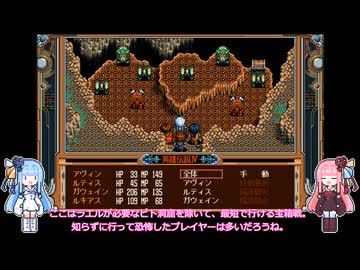 英雄伝説Ⅳ
アヴィン HP 33 MP 149 全体 手動
ルティス HP 45 MP 65 アヴィン
ガウェイン HP 206 MP 135 ルティス
ルキアス HP 109 MP 68 ガウェイン
ここはラエルが必要なピト洞窟を除いて、最短で行ける宝箱戦。
知らずに行って恐怖したプレイヤーは多いだろうね。